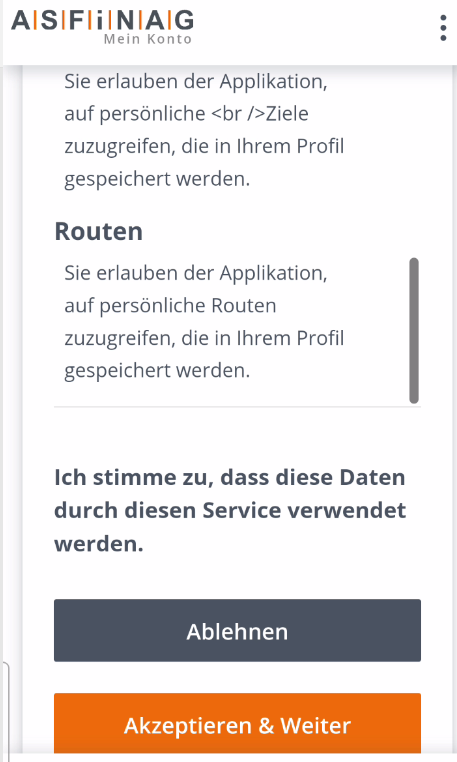 ASFiNAG
Mein Konto
Sie erlauben der Applikation,
auf persönliche <br />Ziele
zuzugreifen, die in Ihrem Profil
gespeichert werden.
Routen
Sie erlauben der Applikation,
auf persönliche Routen
zuzugreifen, die in Ihrem Profil
gespeichert werden.
Ich stimme zu, dass diese Daten
durch diesen Service verwendet
werden.
Ablehnen
Akzeptieren & Weiter